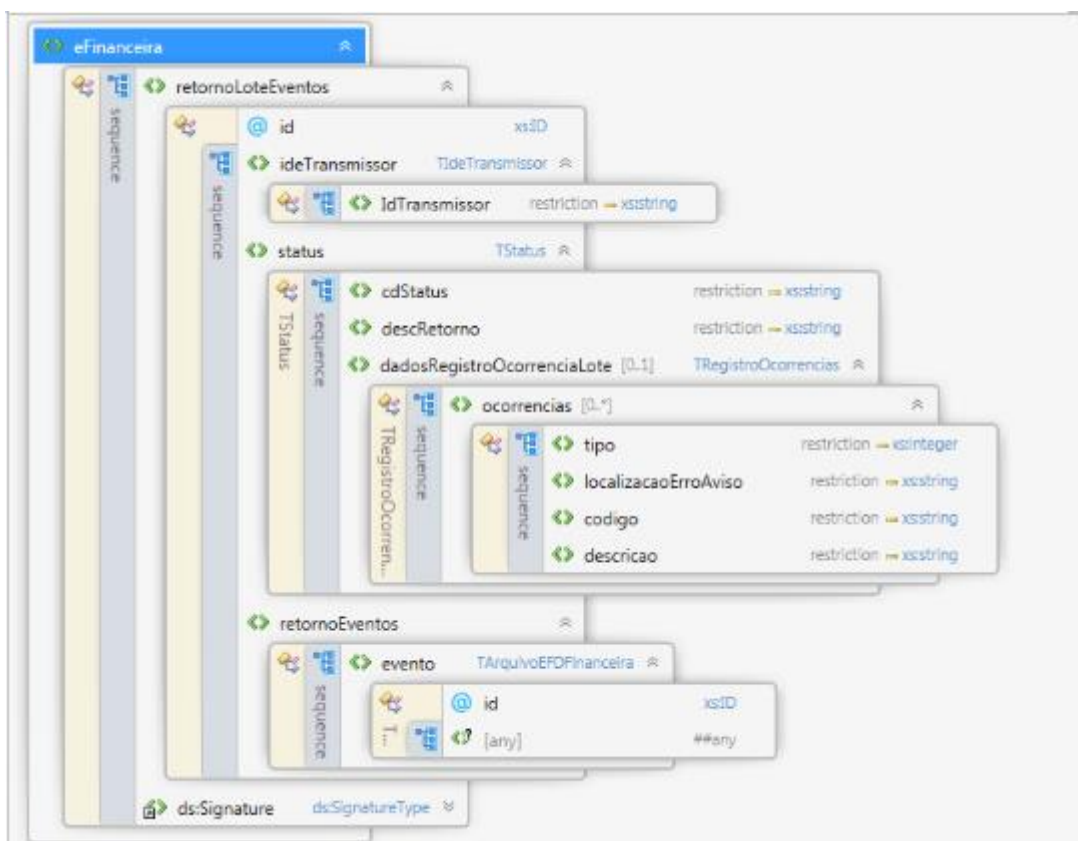 eFinanceira
sequence
retornoLoteEventos
sequence
@ id xs:ID
ideTransmissor TIdeTransmissor
IdTransmissor restriction xs:string
status TStatus
TStatus
sequence
cdStatus restriction xs:string
descRetorno restriction xs:string
dadosRegistroOcorrenciaLote [0..1] TRegistroOcorrencias
TRegistroOcorren...
sequence
ocorrencias [0..*]
sequence
tipo restriction xs:integer
localizacaoErroAviso restriction xs:string
codigo restriction xs:string
descricao restriction xs:string
retornoEventos
sequence
evento TArquivoEFDFinanceira
T...
@ id xs:ID
[any] ##any
ds:Signature ds:SignatureType